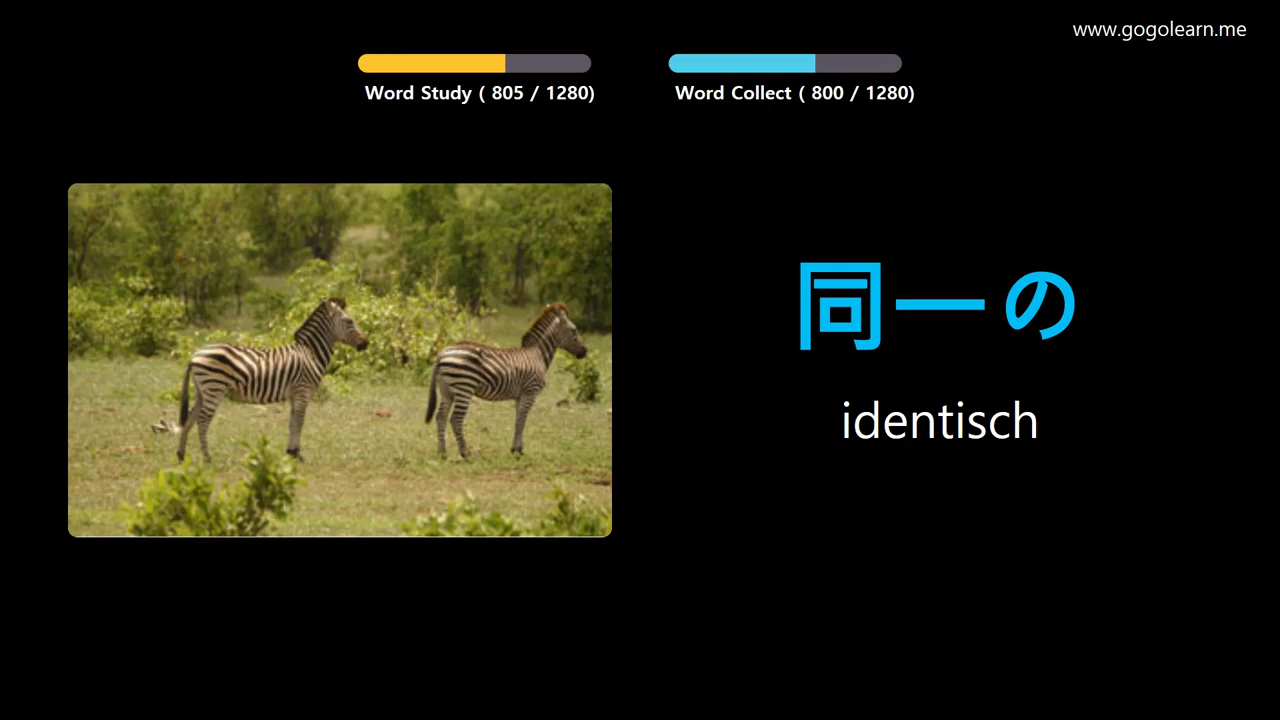 www.gogolearn.me
Word Study ( 805 / 1280)
Word Collect ( 800 / 1280)
同一の
identisch